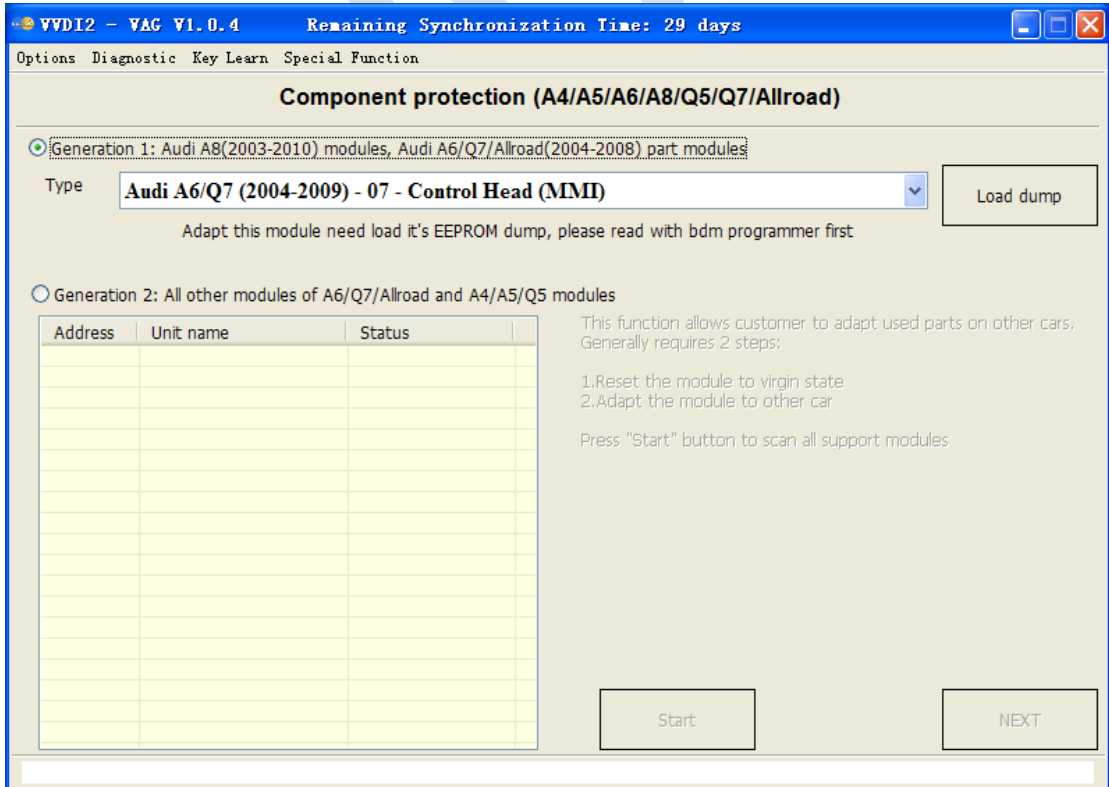 VVDI2 - VAG V1.0.4 Remaining Synchronization Time: 29 days
Options Diagnostic Key Learn Special Function
Component protection (A4/A5/A6/A8/Q5/Q7/Allroad)
Generation 1: Audi A8(2003-2010) modules, Audi A6/Q7/Allroad(2004-2008) part modules
Type Audi A6/Q7 (2004-2009) - 07 - Control Head (MMI) Load dump
Adapt this module need load it's EEPROM dump, please read with bdm programmer first
Generation 2: All other modules of A6/Q7/Allroad and A4/A5/Q5 modules
Address Unit name Status
This function allows customer to adapt used parts on other cars.
Generally requires 2 steps:
1.Reset the module to virgin state
2.Adapt the module to other car
Press "Start" button to scan all support modules
Start NEXT